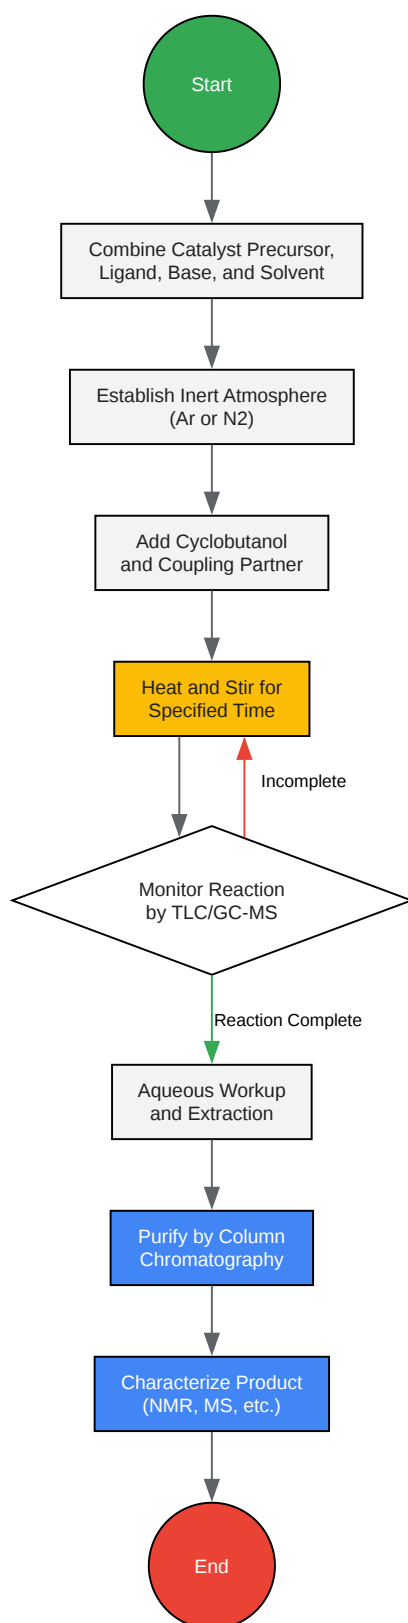 Start
Combine Catalyst Precursor,
Ligand, Base, and Solvent
Establish Inert Atmosphere
(Ar or N2)
Add Cyclobutanol
and Coupling Partner
Heat and Stir for
Specified Time
Incomplete
Monitor Reaction
by TLC/GC-MS
Reaction Complete
Aqueous Workup
and Extraction
Purify by Column
Chromatography
Characterize Product
(NMR, MS, etc.)
End